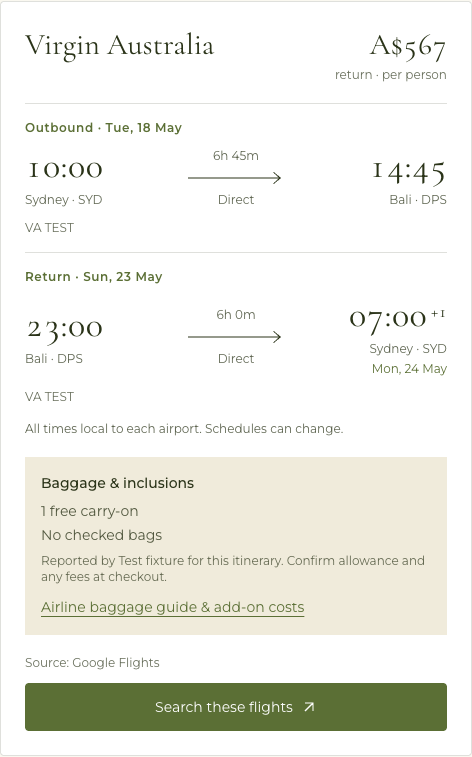 Virgin Australia
A$567
return · per person
Outbound · Tue, 18 May
10:00
6h 45m
14:45
Sydney · SYD
Direct
Bali · DPS
VA TEST
Return · Sun, 23 May
23:00
6h 0m
07:00 +1
Bali · DPS
Direct
Sydney · SYD
Mon, 24 May
VA TEST
All times local to each airport. Schedules can change.
Baggage & inclusions
1 free carry-on
No checked bags
Reported by Test fixture for this itinerary. Confirm allowance and
any fees at checkout.
Airline baggage guide & add-on costs
Source: Google Flights
Search these flights